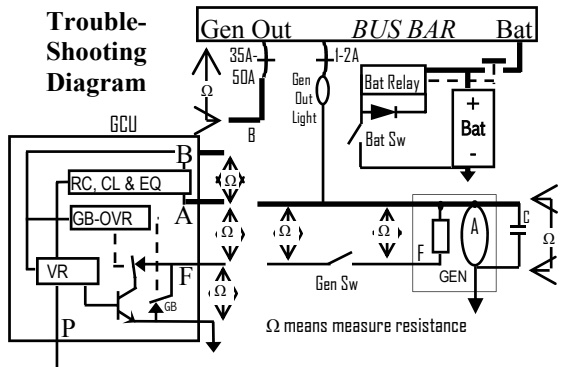 Trouble-
Shooting
Diagram
Gen Out
BUS BAR
Bat
35A-
50A
1-2A
Ω
Gen
Out
Light
Bat Relay
Bat Sw
+
Bat
-
B
GCU
B
RC, CL & EQ
Ω
A
GB-OVR
Ω
Ω
Ω
F
A
C
Ω
VR
F
Gen Sw
GEN
Ω
GB
P
Ω means measure resistance